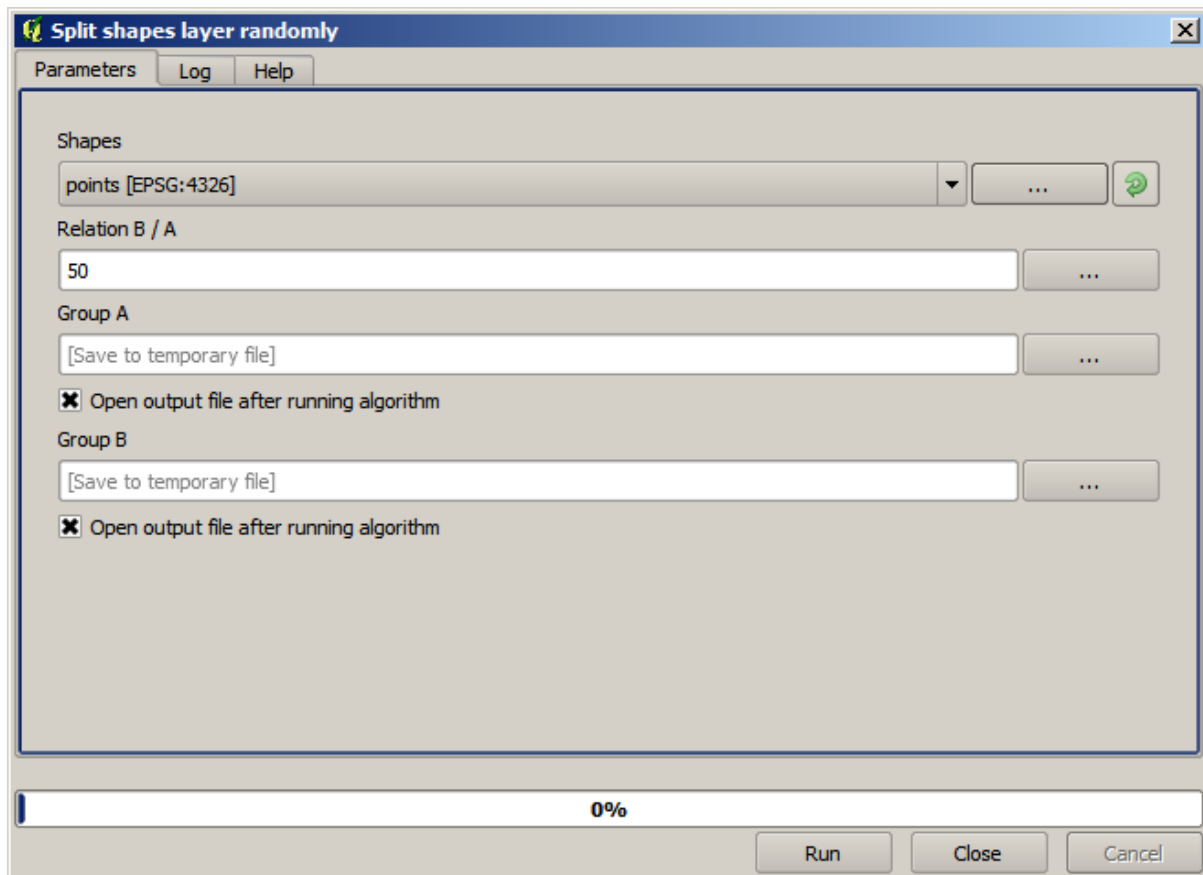 Split shapes layer randomly
Parameters Log Help
Shapes
points [EPSG:4326] ...
Relation B / A
50 ...
Group A
[Save to temporary file] ...
Open output file after running algorithm
Group B
[Save to temporary file] ...
Open output file after running algorithm
0%
Run Close Cancel